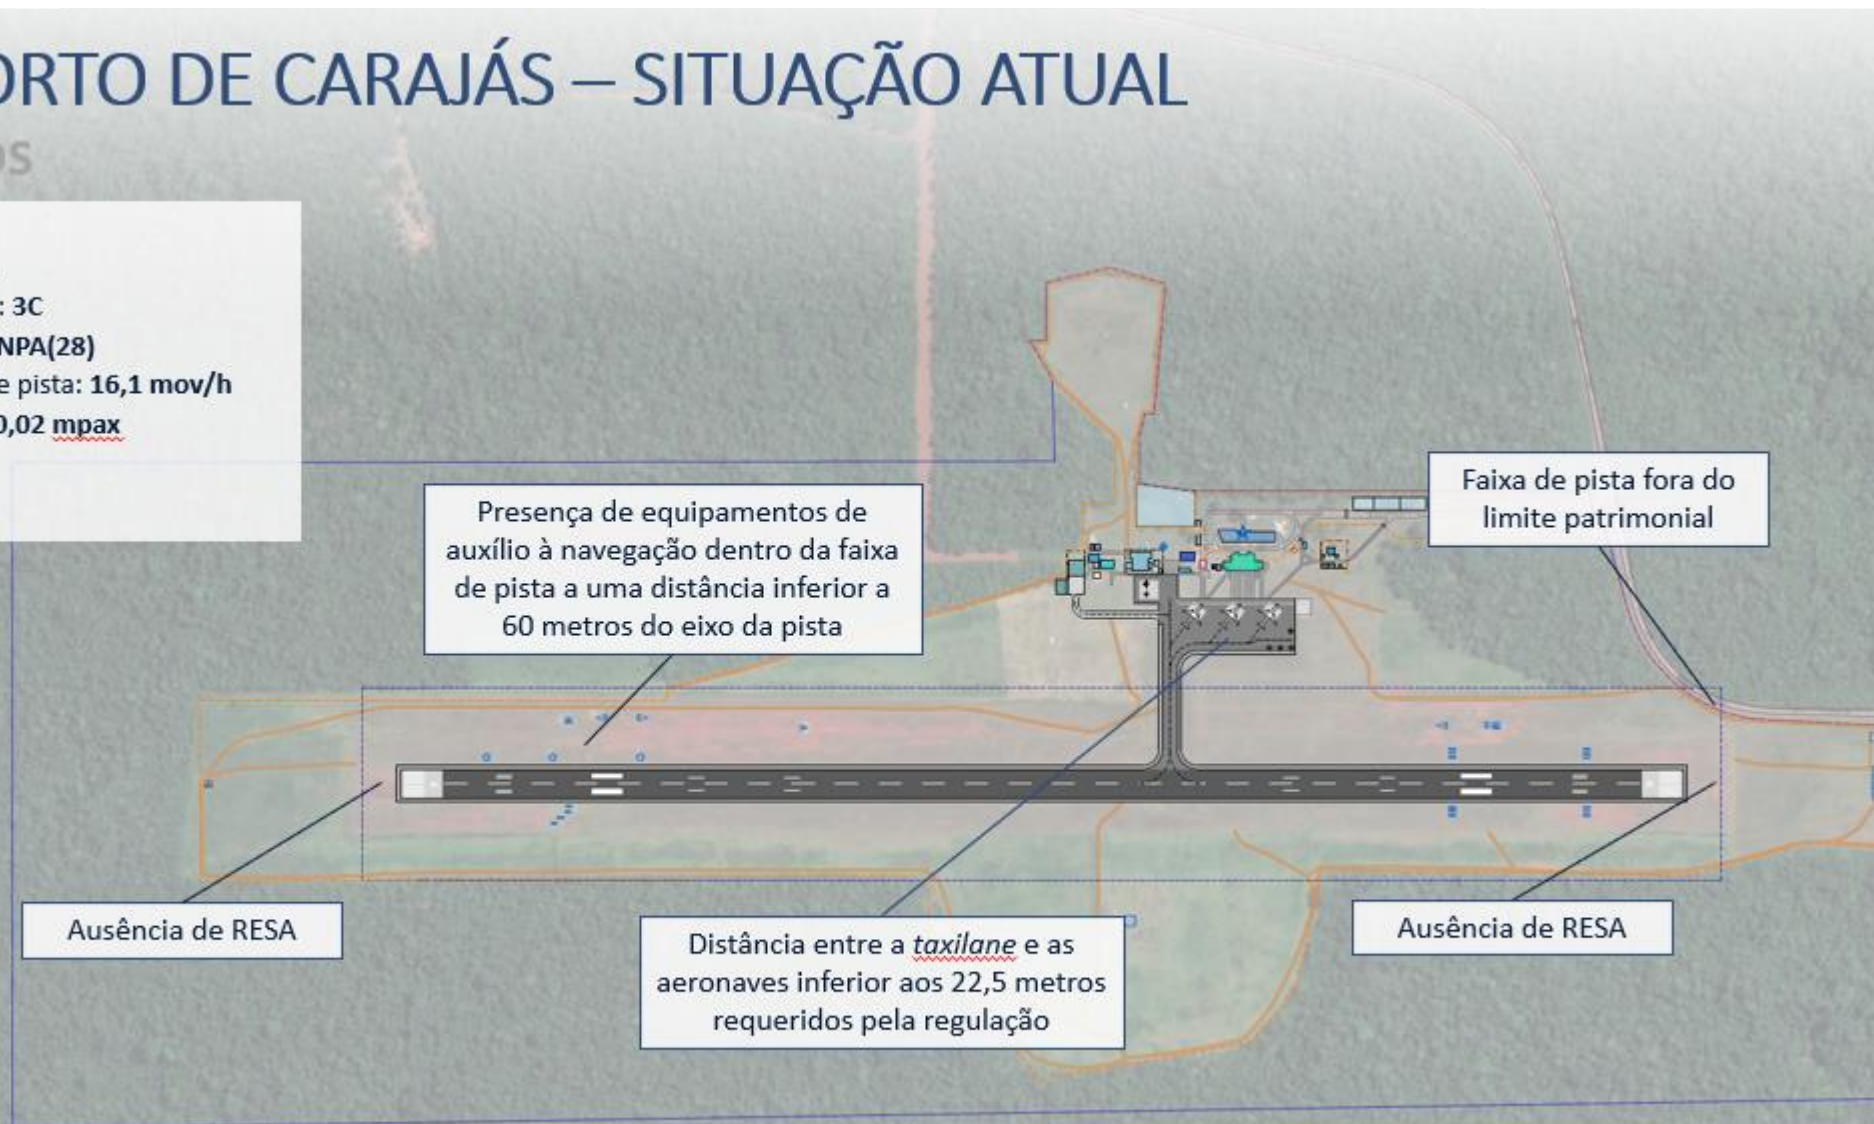 ORTO DE CARAJÁS – SITUAÇÃO ATUAL
os
: 3C
NPA(28)
e pista: 16,1 mov/h
0,02 mpax
Faixa de pista fora do
limite patrimonial
Presença de equipamentos de
auxílio à navegação dentro da faixa
de pista a uma distância inferior a
60 metros do eixo da pista
Ausência de RESA
Distância entre a taxilane e as
aeronaves inferior aos 22,5 metros
requeridos pela regulação
Ausência de RESA